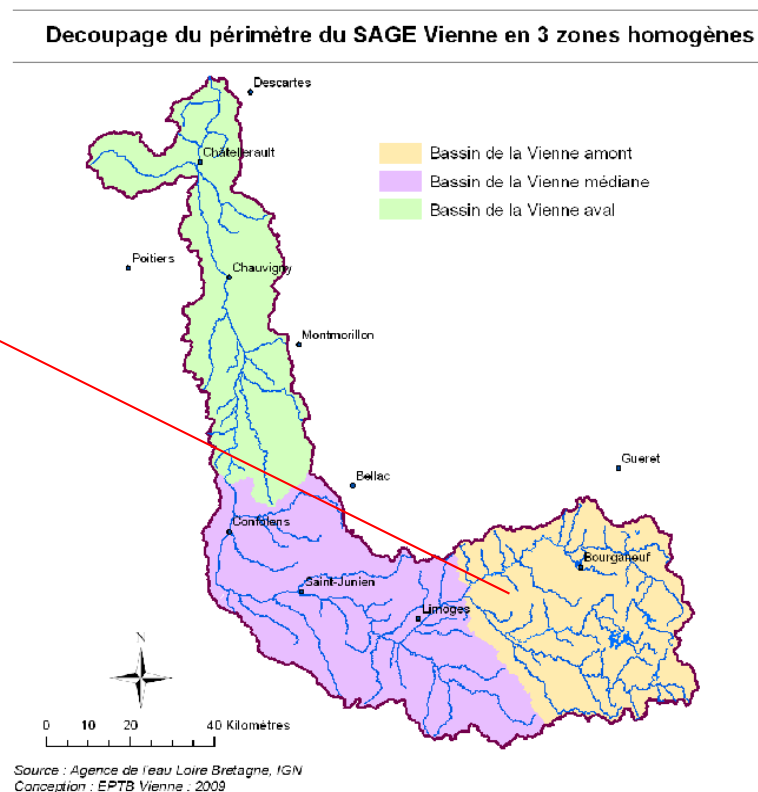 Decoupage du périmètre du SAGE Vienne en 3 zones homogènes
Descartes
Châtellerault
Bassin de la Vienne amont
Bassin de la Vienne médiane
Bassin de la Vienne aval
Poitiers
Chauvigny
Montmorillon
Gueret
Bellac
Confolens
Bourganeuf
Saint-Junien
Limoges
N
0 10 20 40 Kilomètres
Source : Agence de l'eau Loire Bretagne, IGN
Conception : EPTB Vienne : 2009